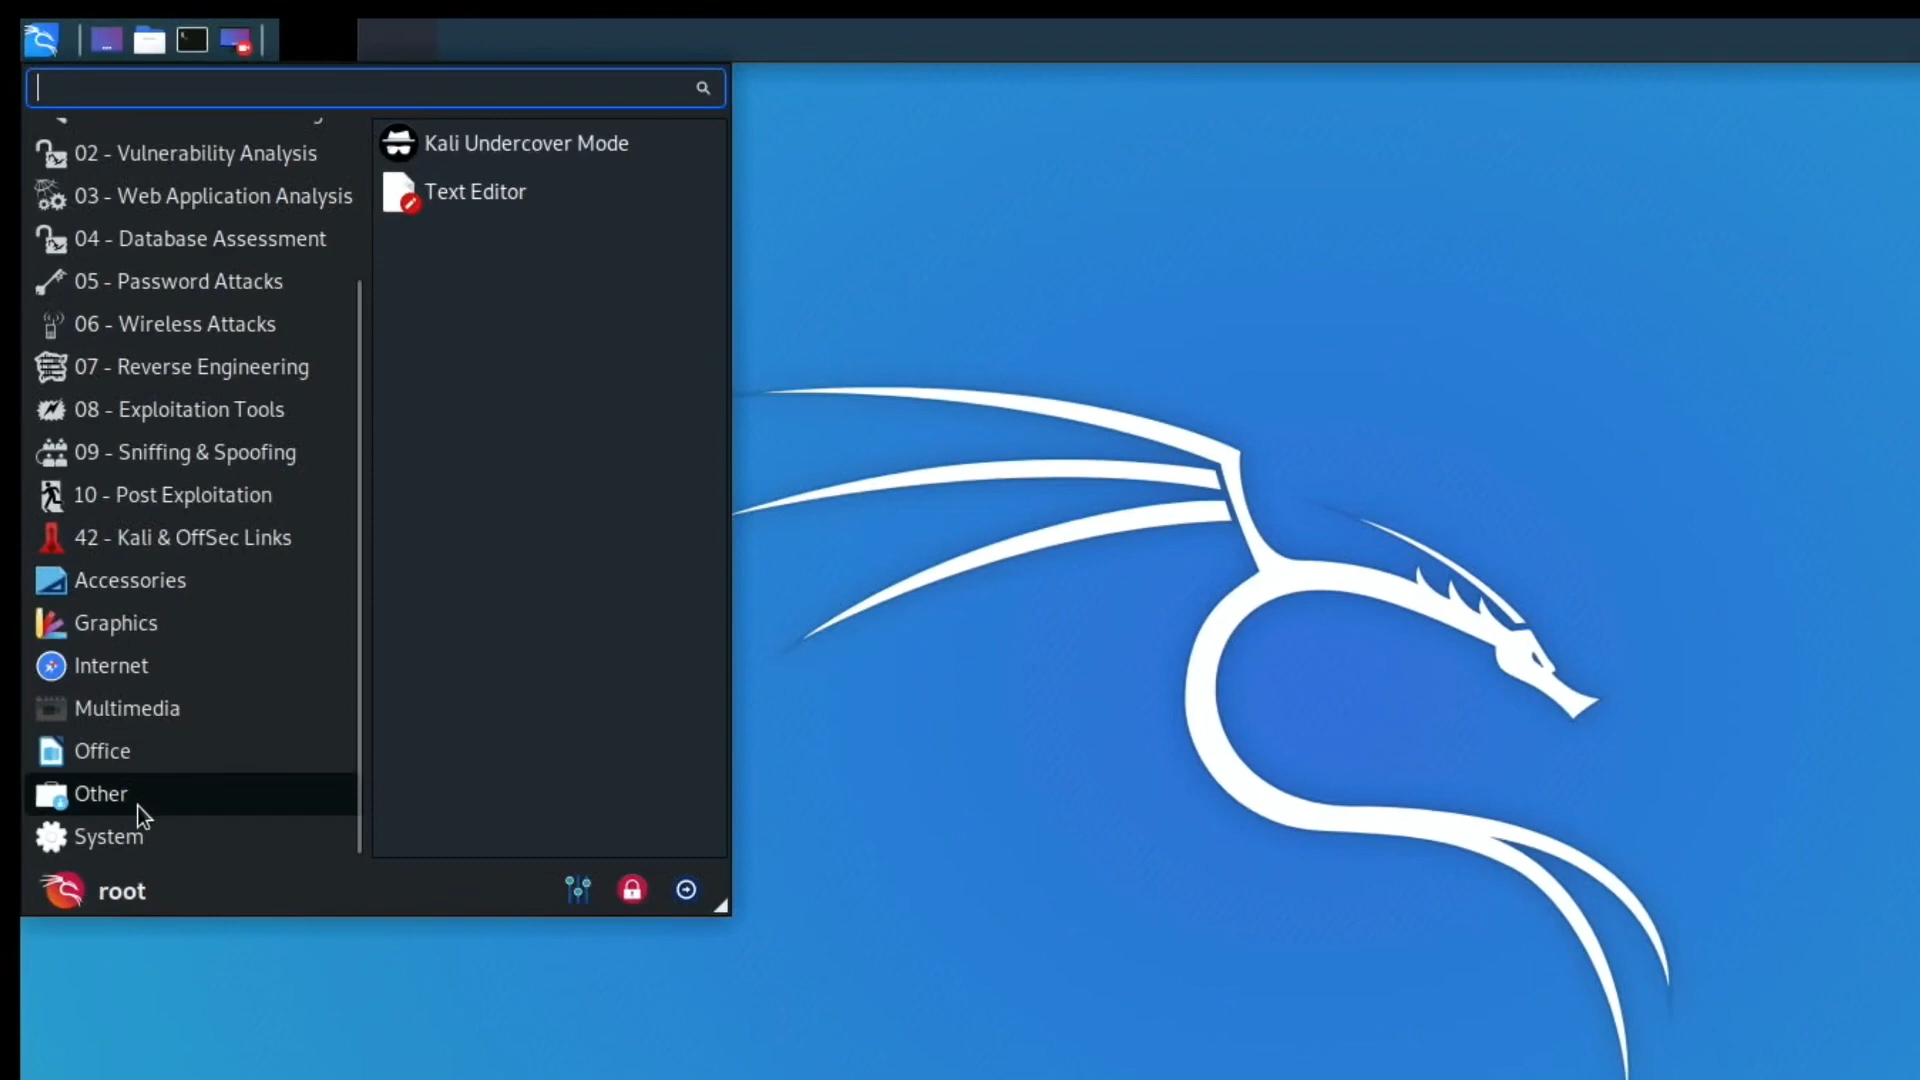 02 - Vulnerability Analysis
03 - Web Application Analysis
04 - Database Assessment
05 - Password Attacks
06 - Wireless Attacks
07 - Reverse Engineering
08 - Exploitation Tools
09 - Sniffing & Spoofing
10 - Post Exploitation
42 - Kali & OffSec Links
Accessories
Graphics
Internet
Multimedia
Office
Other
System
Kali Undercover Mode
Text Editor
root